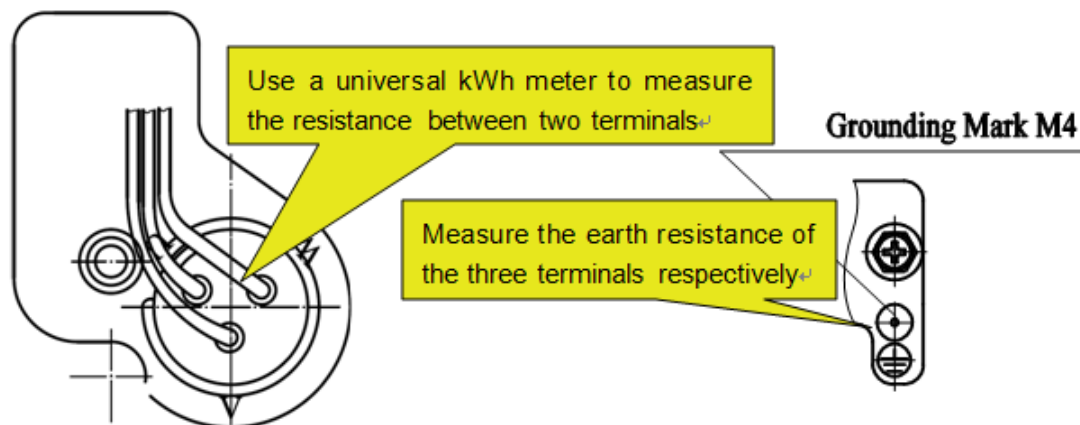 Use a universal kWh meter to measure
the resistance between two terminals↵
Grounding Mark M4
Measure the earth resistance of
the three terminals respectively↵